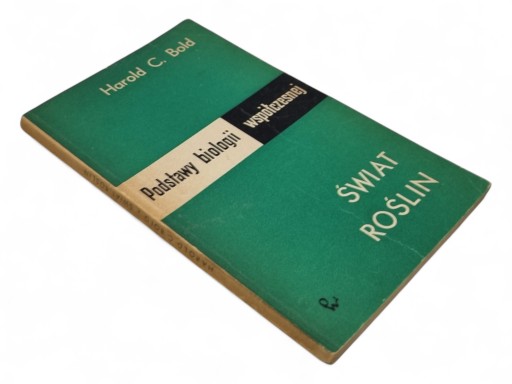 Harold C. Bold
Podstawy biologii
współczesnej
ŚWIAT
ROŚLIN